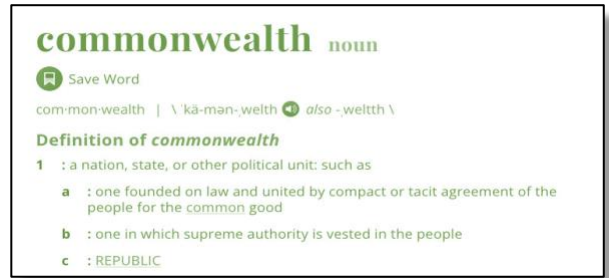 commonwealth noun
Save Word
com·mon·wealth | \ ˈkä-mən-ˌwelth also -ˌweltth \
Definition of commonwealth
1 : a nation, state, or other political unit: such as
a : one founded on law and united by compact or tacit agreement of the
people for the common good
b : one in which supreme authority is vested in the people
c : REPUBLIC